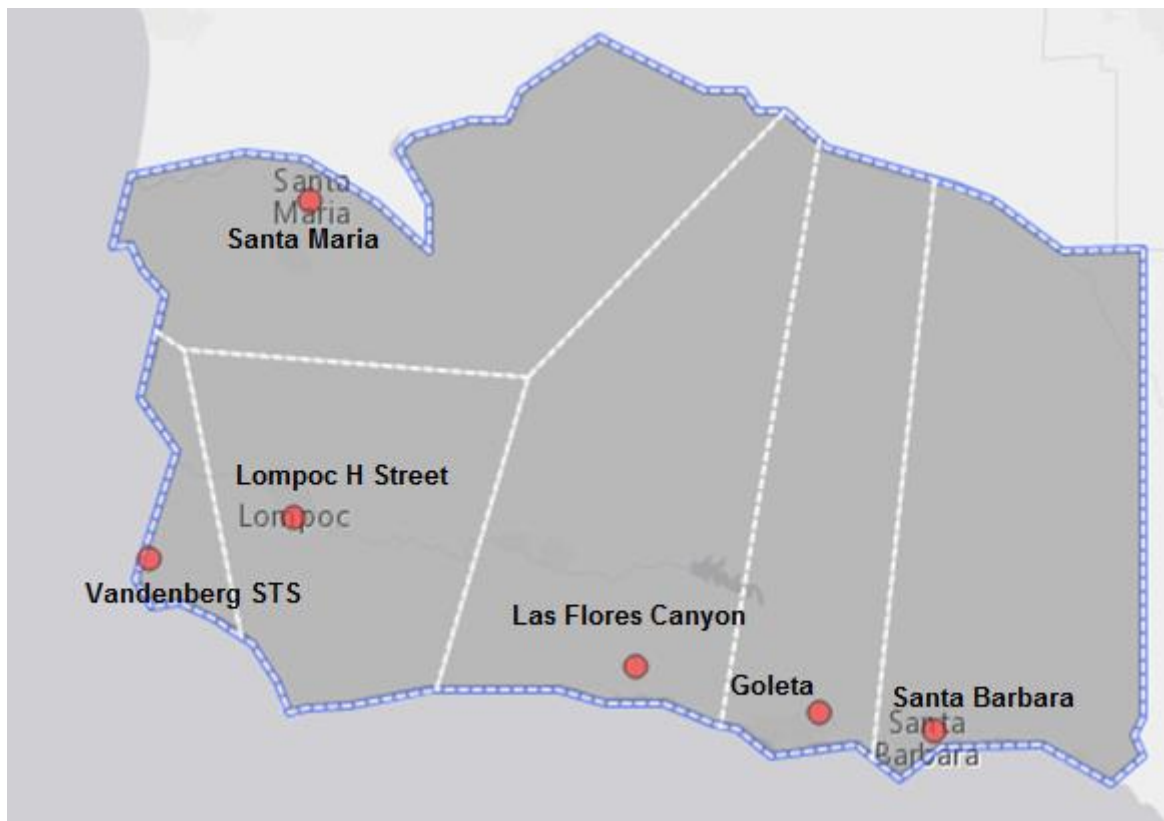 Santa
Maria
Santa Maria
Lompoc H Street
Lompoc
Vandenberg STS
Las Flores Canyon
Goleta
Santa Barbara
Santa
Barbara